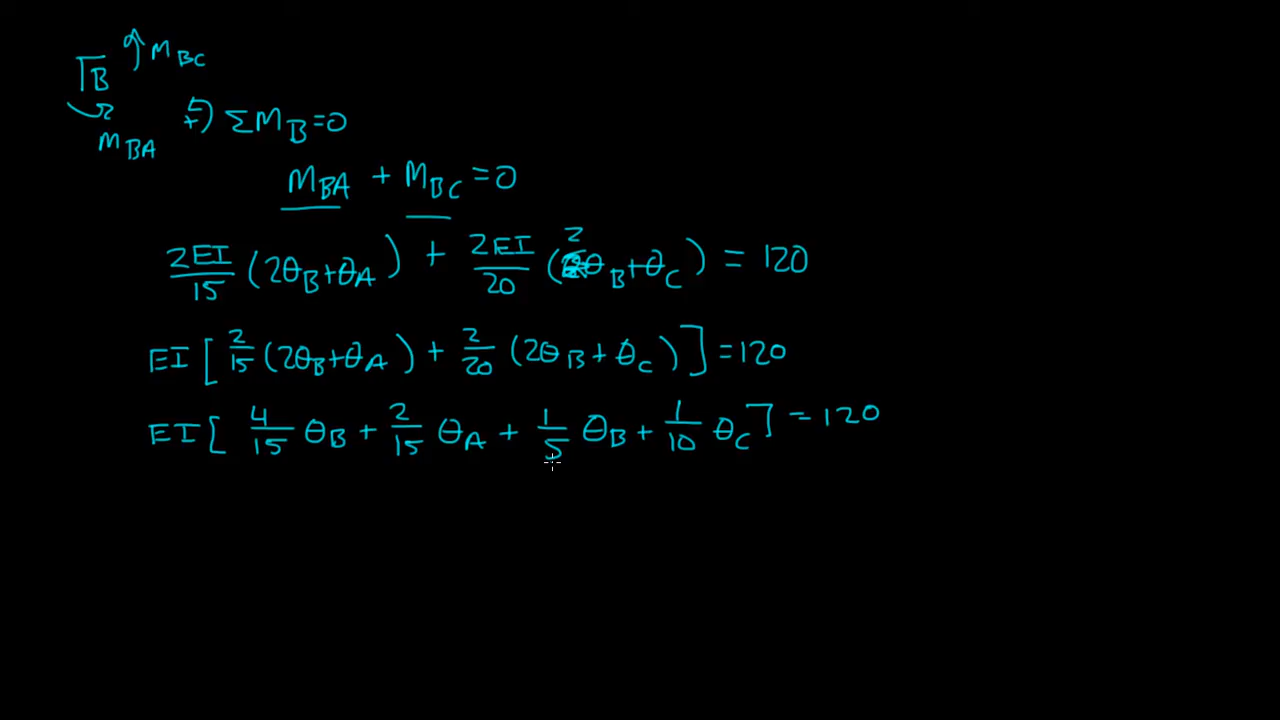 M_BC
B
M_BA
+) ΣM_B=0
M_BA + M_BC = 0
2EI/15 (2θ_B+θ_A) + 2EI/20 (2θ_B+θ_C) = 120
EI[2/15 (2θ_B+θ_A) + 2/20 (2θ_B+θ_C)] = 120
EI[4/15 θ_B + 2/15 θ_A + 1/5 θ_B + 1/10 θ_C] = 120